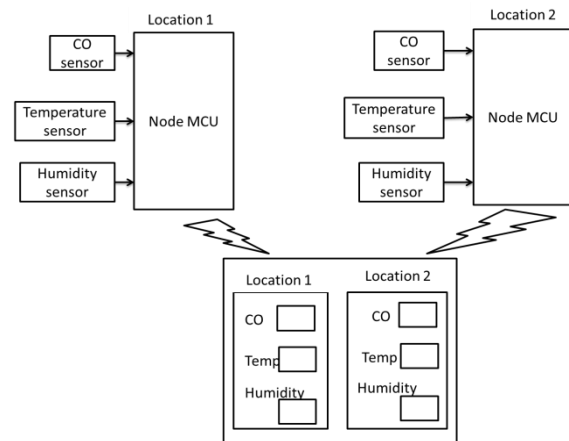 Location 1
CO
sensor
Temperature
sensor
Node MCU
Humidity
sensor
Location 2
CO
sensor
Temperature
sensor
Node MCU
Humidity
sensor
Location 1
CO
Temp
Humidity
Location 2
CO
Temp
Humidity